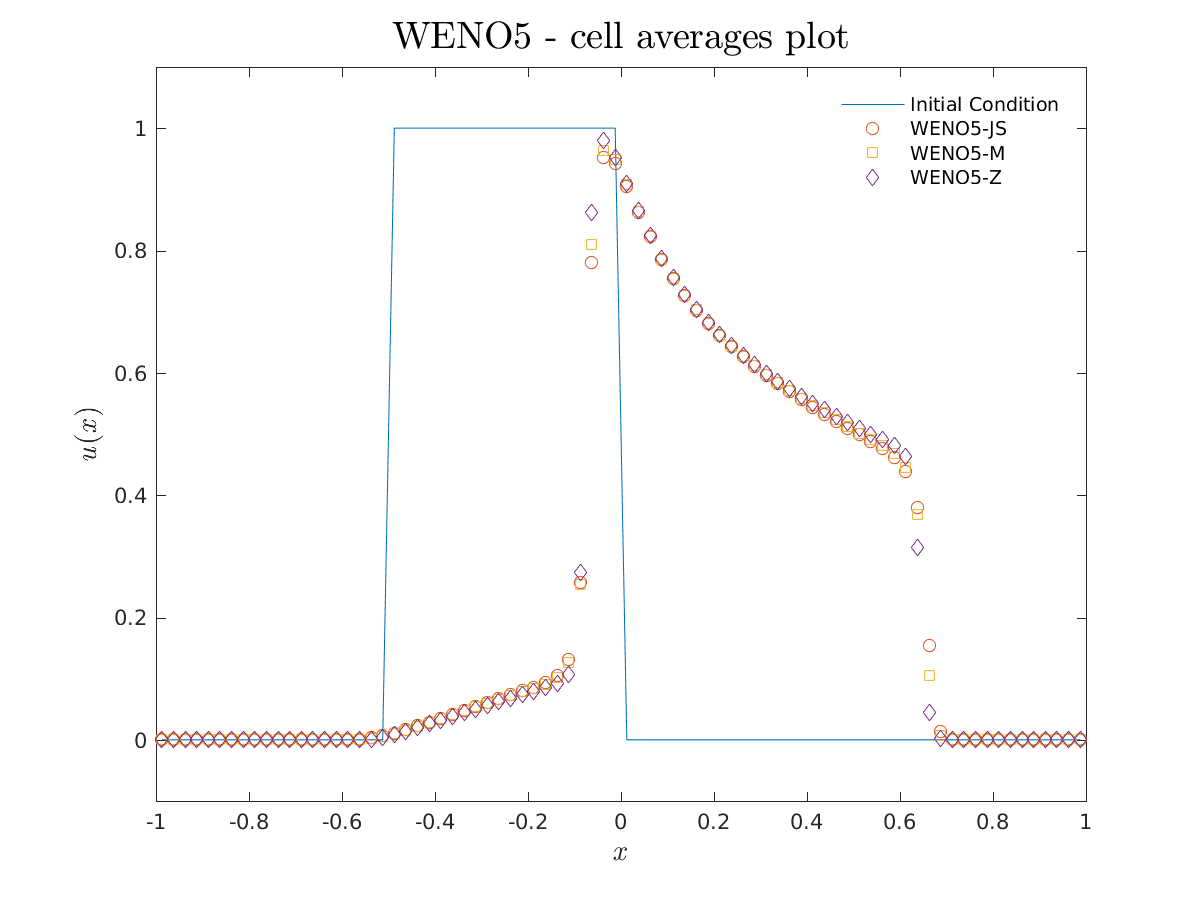 WENO5 - cell averages plot
Initial Condition
WENO5-JS
WENO5-M
WENO5-Z
1
0.8
0.6
0.4
0.2
0
u(x)
-1 -0.8 -0.6 -0.4 -0.2 0 0.2 0.4 0.6 0.8 1
x